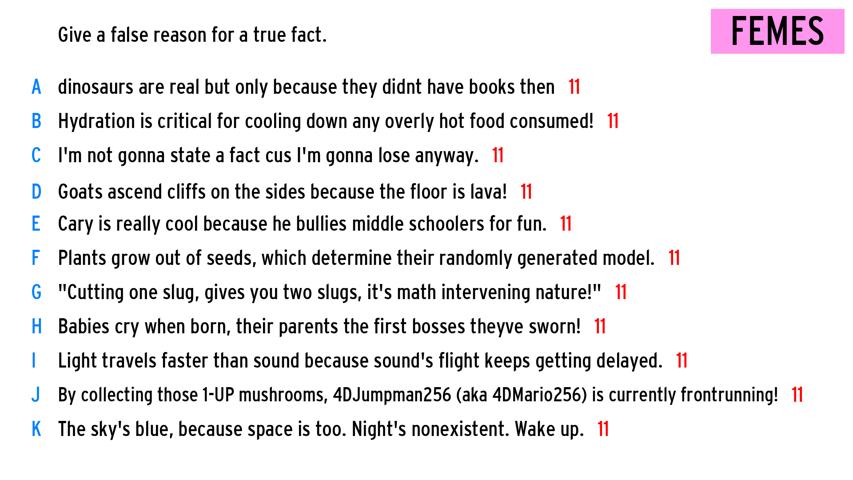 Give a false reason for a true fact.
FEMES
A dinosaurs are real but only because they didnt have books then 11
B Hydration is critical for cooling down any overly hot food consumed! 11
C I'm not gonna state a fact cus I'm gonna lose anyway. 11
D Goats ascend cliffs on the sides because the floor is lava! 11
E Cary is really cool because he bullies middle schoolers for fun. 11
F Plants grow out of seeds, which determine their randomly generated model. 11
G "Cutting one slug, gives you two slugs, it's math intervening nature!" 11
H Babies cry when born, their parents the first bosses theyve sworn! 11
I Light travels faster than sound because sound's flight keeps getting delayed. 11
J By collecting those 1-UP mushrooms, 4DJumpman256 (aka 4DMario256) is currently frontrunning! 11
K The sky's blue, because space is too. Night's nonexistent. Wake up. 11